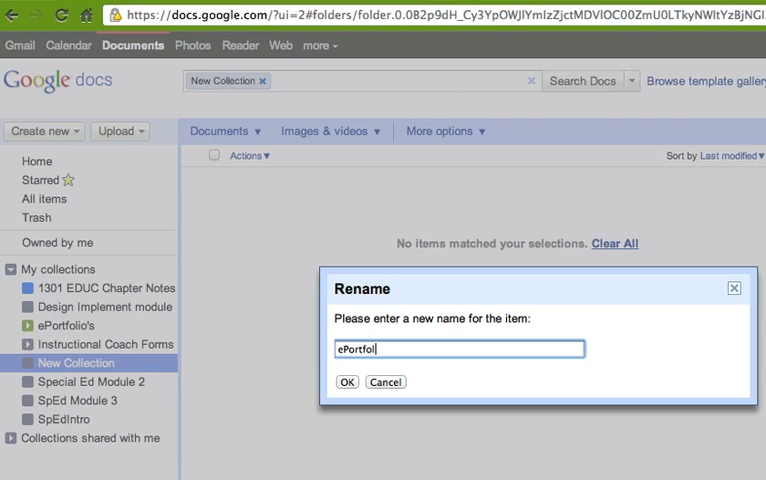 https://docs.google.com/?ui=2#folders/folder.0.0B2p9dH_Cy3YpOWJlYmIzZjctMDVlOC00ZmU0LTkyNWItYzBjNGI
Gmail Calendar Documents Photos Reader Web more
Google docs
New Collection
Search Docs
Browse template gallery
Create new
Upload
Documents
Images & videos
More options
Home
Starred
All items
Trash
Owned by me
My collections
1301 EDUC Chapter Notes
Design Implement module
ePortfolio's
Instructional Coach Forms
New Collection
Special Ed Module 2
SpEd Module 3
SpEdIntro
Collections shared with me
Actions
Sort by Last modified
No items matched your selections. Clear All
Rename
Please enter a new name for the item:
ePortfol
OK
Cancel